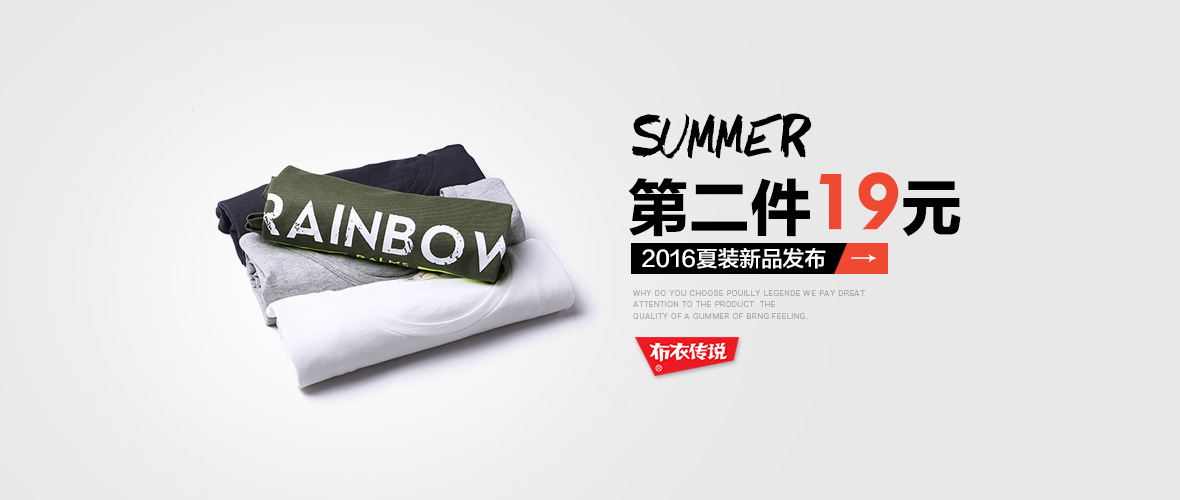 RAINBOW
PALMS
SUMMER
第二件19元
2016夏装新品发布 →
WHY DO YOU CHOOSE POUILLY LEGENDE WE PAY DREAT
ATTENTION TO THE PRODUCT THE
QUALITY OF A GUMMER OF BRNG FEELING.
布衣传说
®